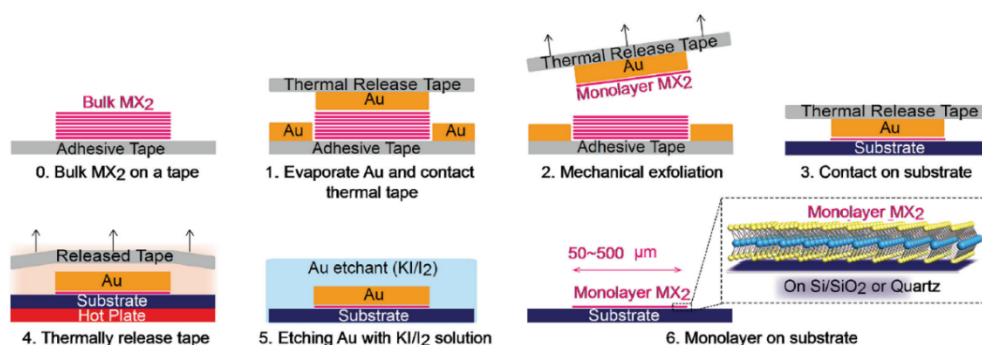 Bulk MX2
Adhesive Tape
0. Bulk MX2 on a tape
Thermal Release Tape
Au
Au
Au
Adhesive Tape
1. Evaporate Au and contact
thermal tape
Thermal Release Tape
Au
Monolayer MX2
Adhesive Tape
2. Mechanical exfoliation
Thermal Release Tape
Au
Substrate
3. Contact on substrate
Released Tape
Au
Substrate
Hot Plate
4. Thermally release tape
Au etchant (KI/I2)
Au
Substrate
5. Etching Au with KI/I2 solution
50~500 μm
Monolayer MX2
Substrate
Monolayer MX2
On Si/SiO2 or Quartz
6. Monolayer on substrate